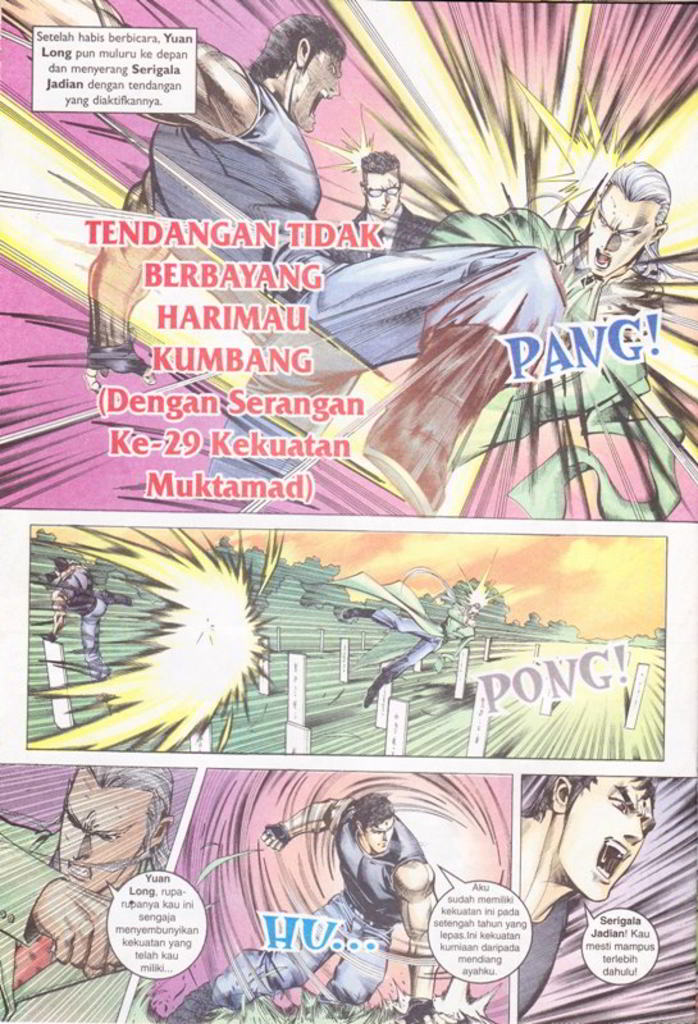 Setelah habis berbicara, Yuan
Long pun muluru ke depan
dan menyerang Serigala
Jadian dengan tendangan
yang diaktifkannya.
TENDANGAN TIDAK
BERBAYANG
HARIMAU
KUMBANG
(Dengan Serangan
Ke-29 Kekuatan
Muktamad)
PANG!
PONG!
Yuan
Long, rupa-
rupanya kau ini
sengaja
menyembunyikan
kekuatan yang
telah kau
miliki...
HU...
Aku
sudah memiliki
kekuatan ini pada
setengah tahun yang
lepas.Ini kekuatan
kurniaan daripada
mendiang
ayahku.
Serigala
Jadian! Kau
mesti mampus
terlebih
dahulu!